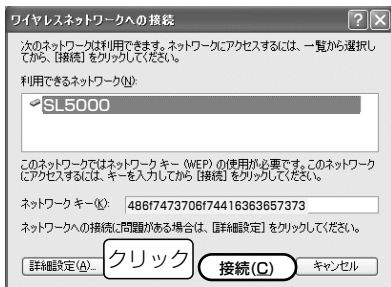 ワイヤレスネットワークへの接続
次のネットワークは利用できます。ネットワークにアクセスするには、一覧から選択し
てから、[接続] をクリックしてください。
利用できるネットワーク(N):
SL5000
このネットワークではネットワーク キー (WEP) の使用が必要です。このネットワーク
にアクセスするには、キーを入力してから [接続] をクリックしてください。
ネットワーク キー(K): 486f7473706f74416363657373
ネットワークへの接続に問題がある場合は、[詳細設定] をクリックしてください。
詳細設定(A)... クリック 接続(C) キャンセル